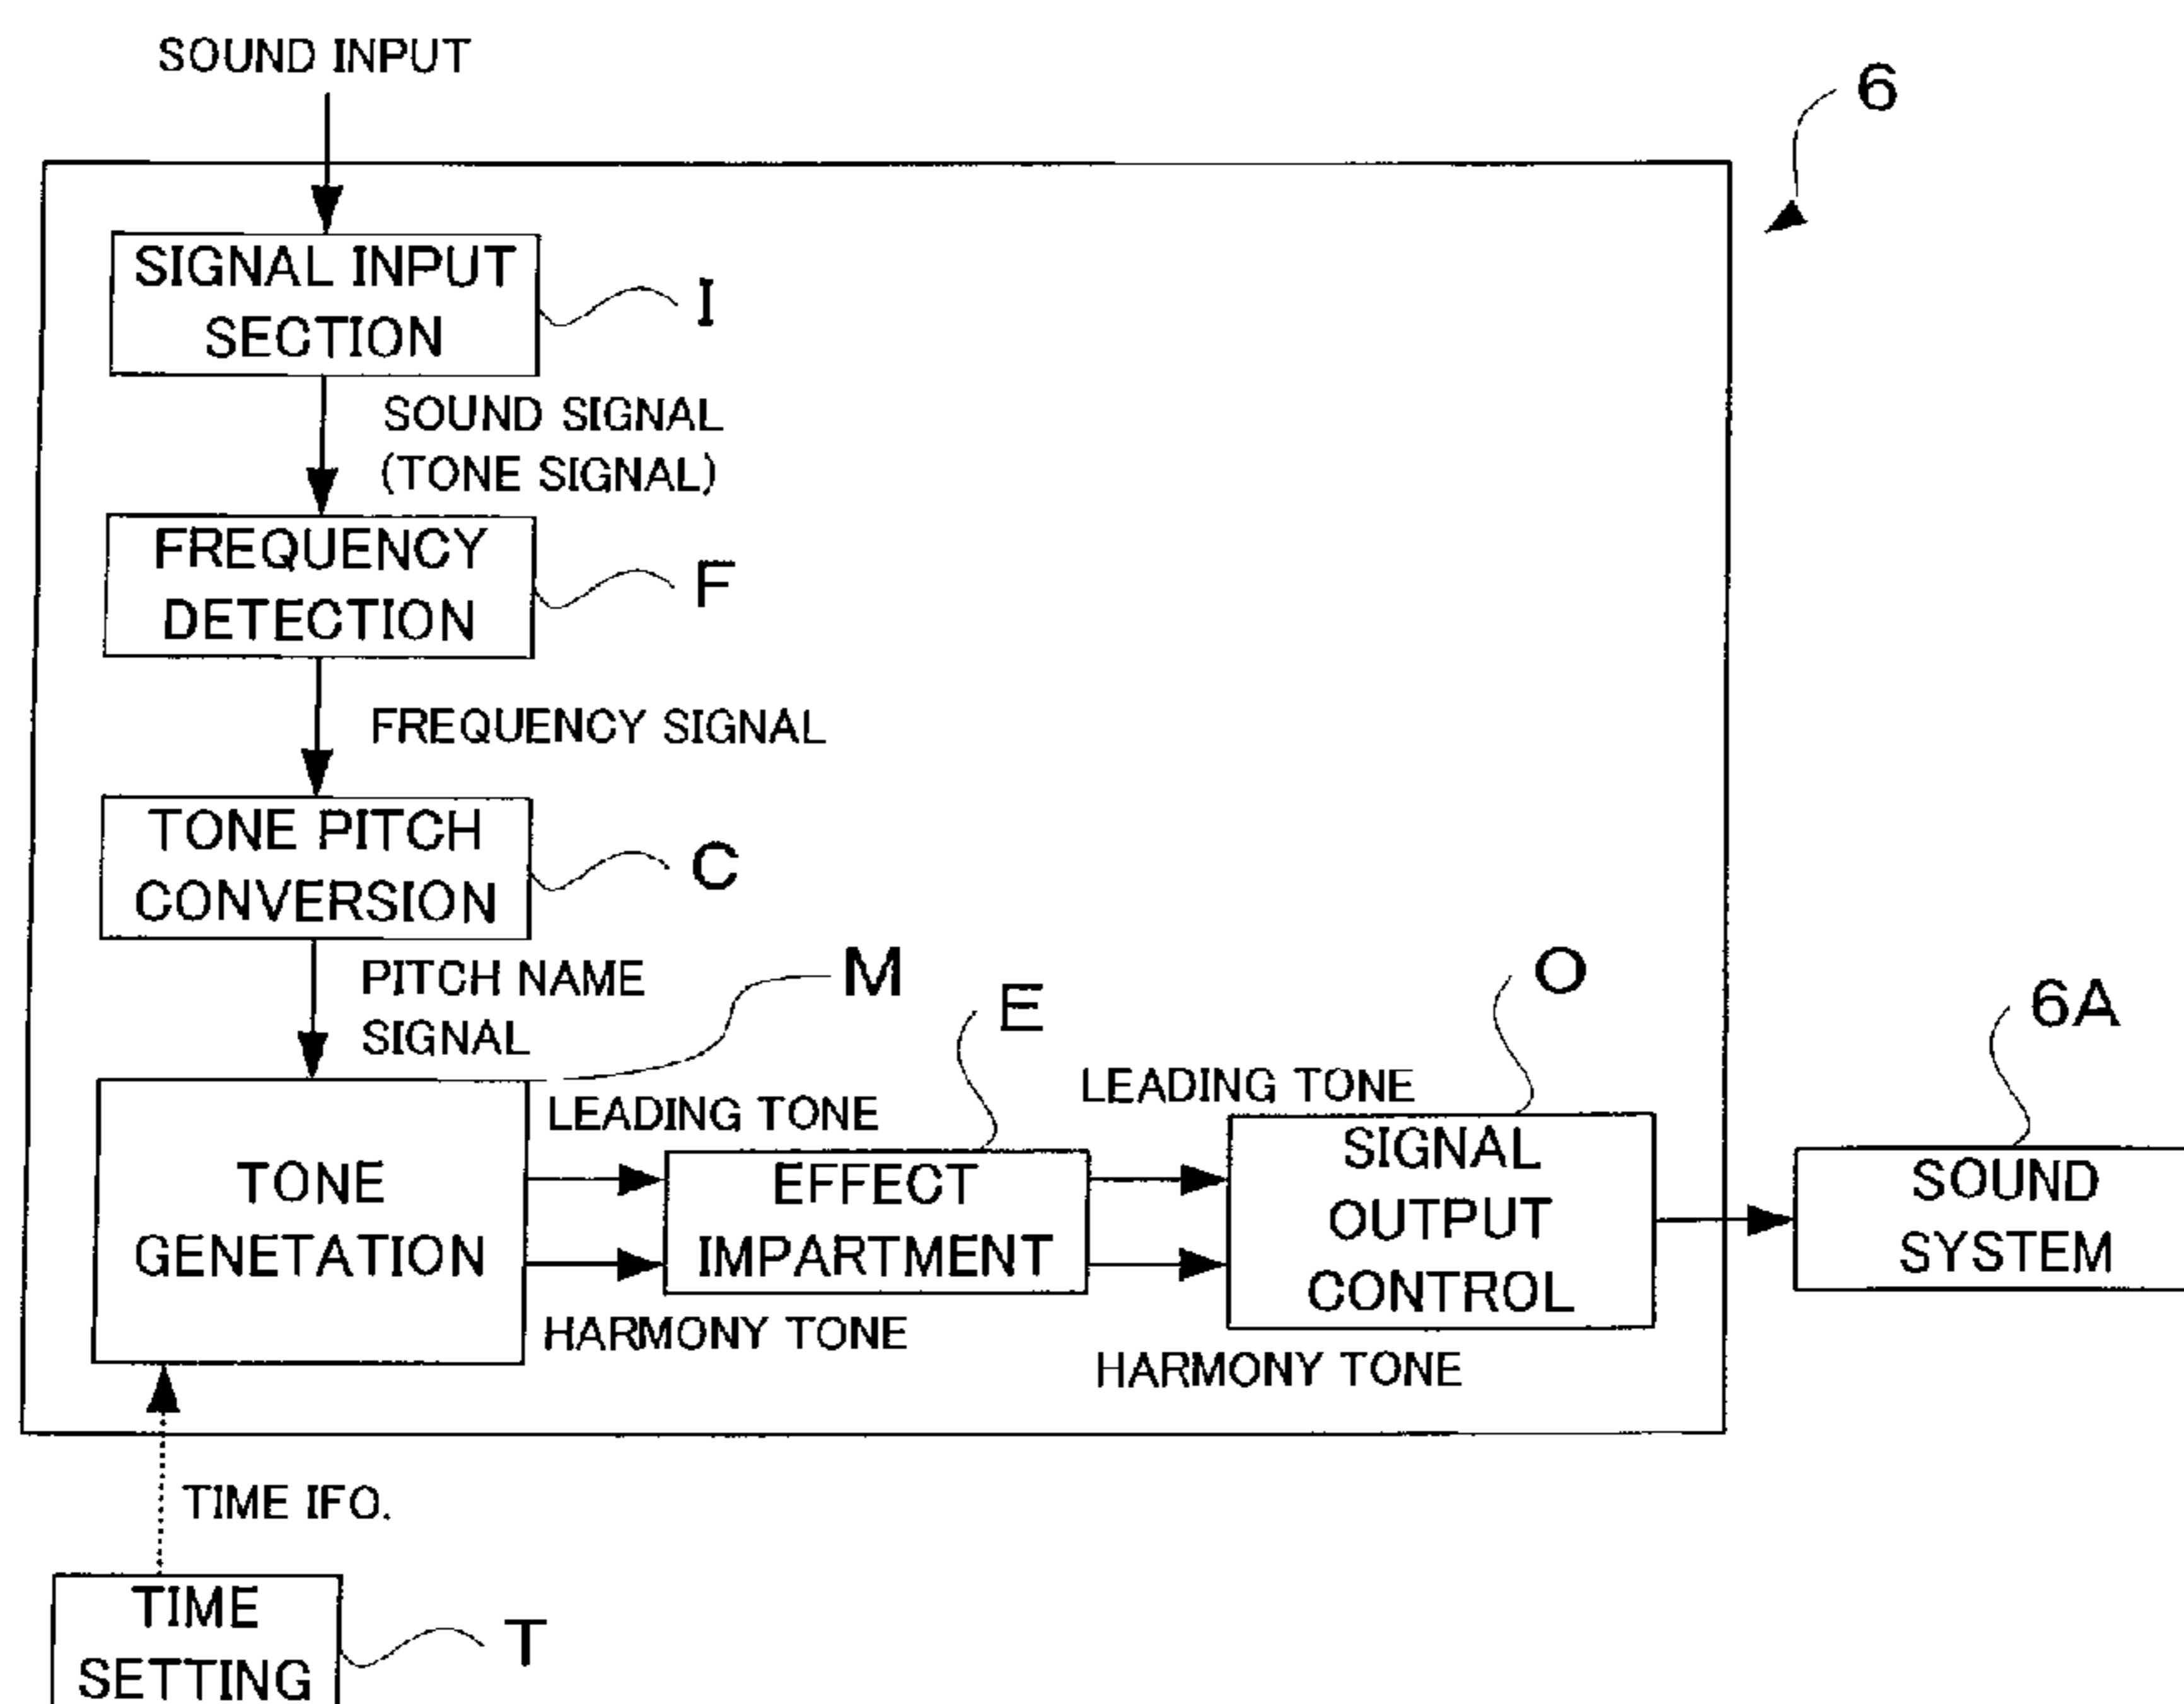 SOUND INPUT
6
SIGNAL INPUT
SECTION
I
SOUND SIGNAL
(TONE SIGNAL)
FREQUENCY
DETECTION
F
FREQUENCY SIGNAL
TONE PITCH
CONVERSION
C
PITCH NAME
SIGNAL
M
E
O
6A
TONE
GENETATION
LEADING TONE
HARMONY TONE
EFFECT
IMPARTMENT
LEADING TONE
HARMONY TONE
SIGNAL
OUTPUT
CONTROL
SOUND
SYSTEM
TIME IFO.
TIME
SETTING
T